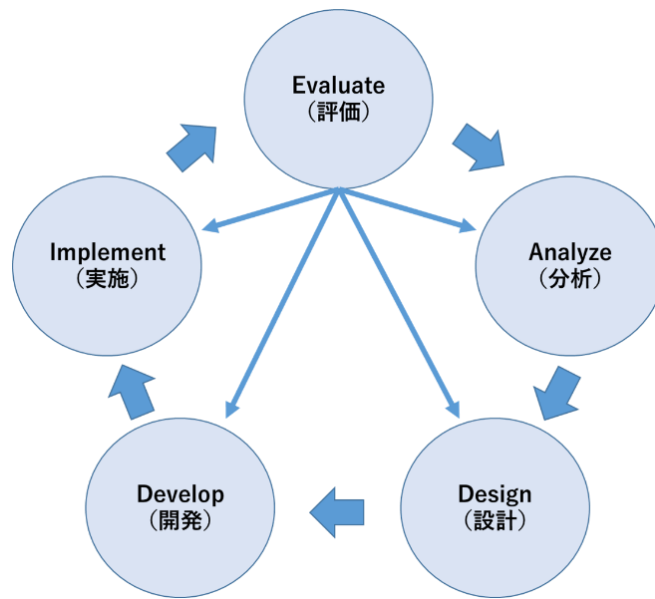 Evaluate
（評価）
Analyze
（分析）
Design
（設計）
Develop
（開発）
Implement
（実施）